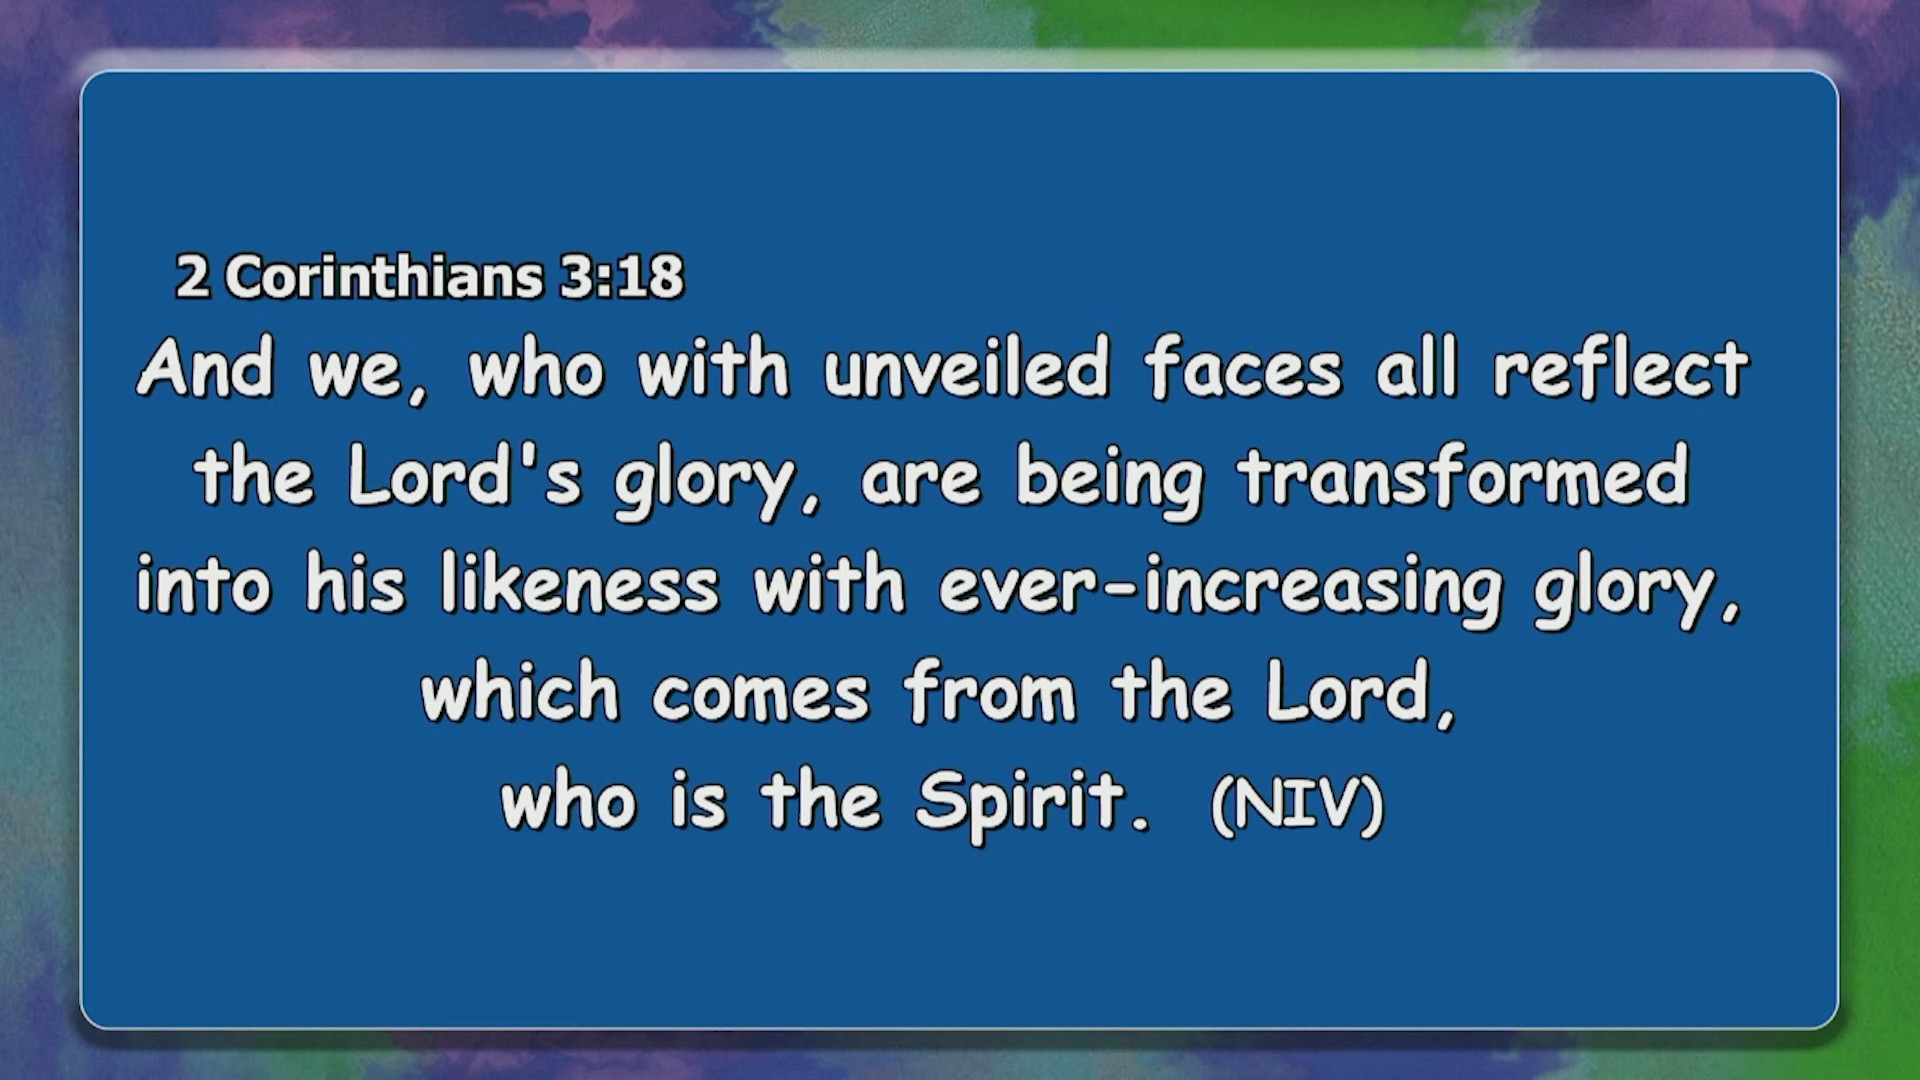 2 Corinthians 3:18
And we, who with unveiled faces all reflect
the Lord's glory, are being transformed
into his likeness with ever-increasing glory,
which comes from the Lord,
who is the Spirit. (NIV)